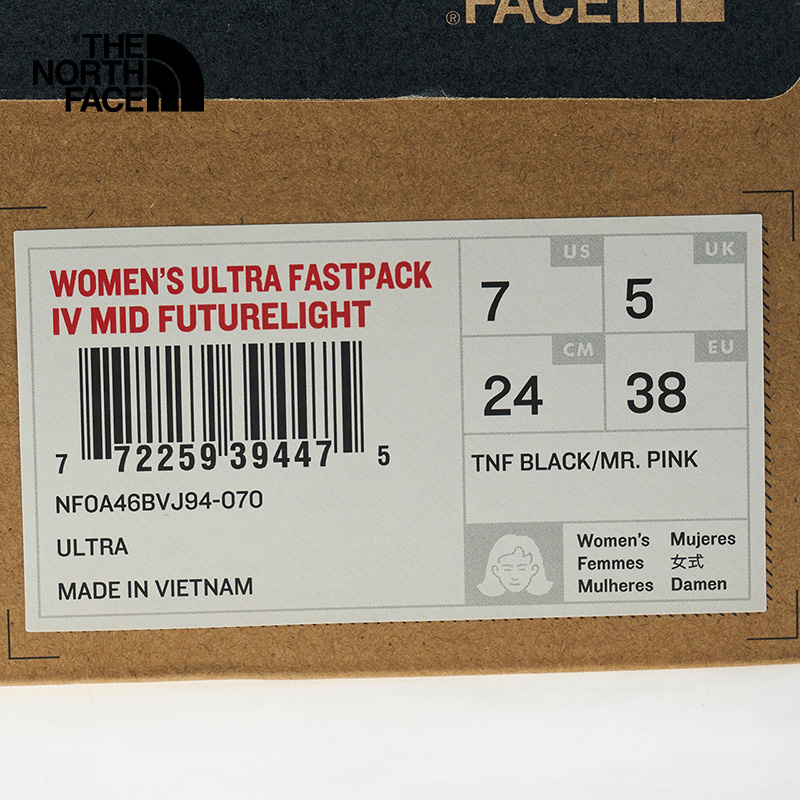 ® FACE
THE
NORTH
FACE
WOMEN'S ULTRA FASTPACK
IV MID FUTURELIGHT
7 72259 39447 5
NF0A46BVJ94-070
ULTRA
MADE IN VIETNAM
US
7
UK
5
CM
24
EU
38
TNF BLACK/MR. PINK
Women's Mujeres
Femmes 女式
Mulheres Damen